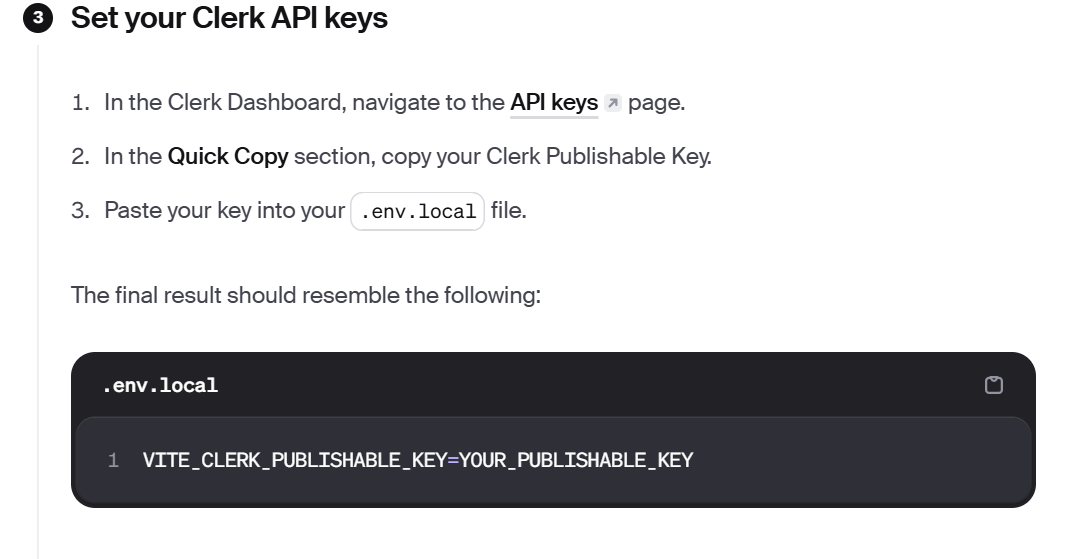 3 Set your Clerk API keys
1. In the Clerk Dashboard, navigate to the API keys page.
2. In the Quick Copy section, copy your Clerk Publishable Key.
3. Paste your key into your .env.local file.
The final result should resemble the following:
.env.local
1 VITE_CLERK_PUBLISHABLE_KEY=YOUR_PUBLISHABLE_KEY